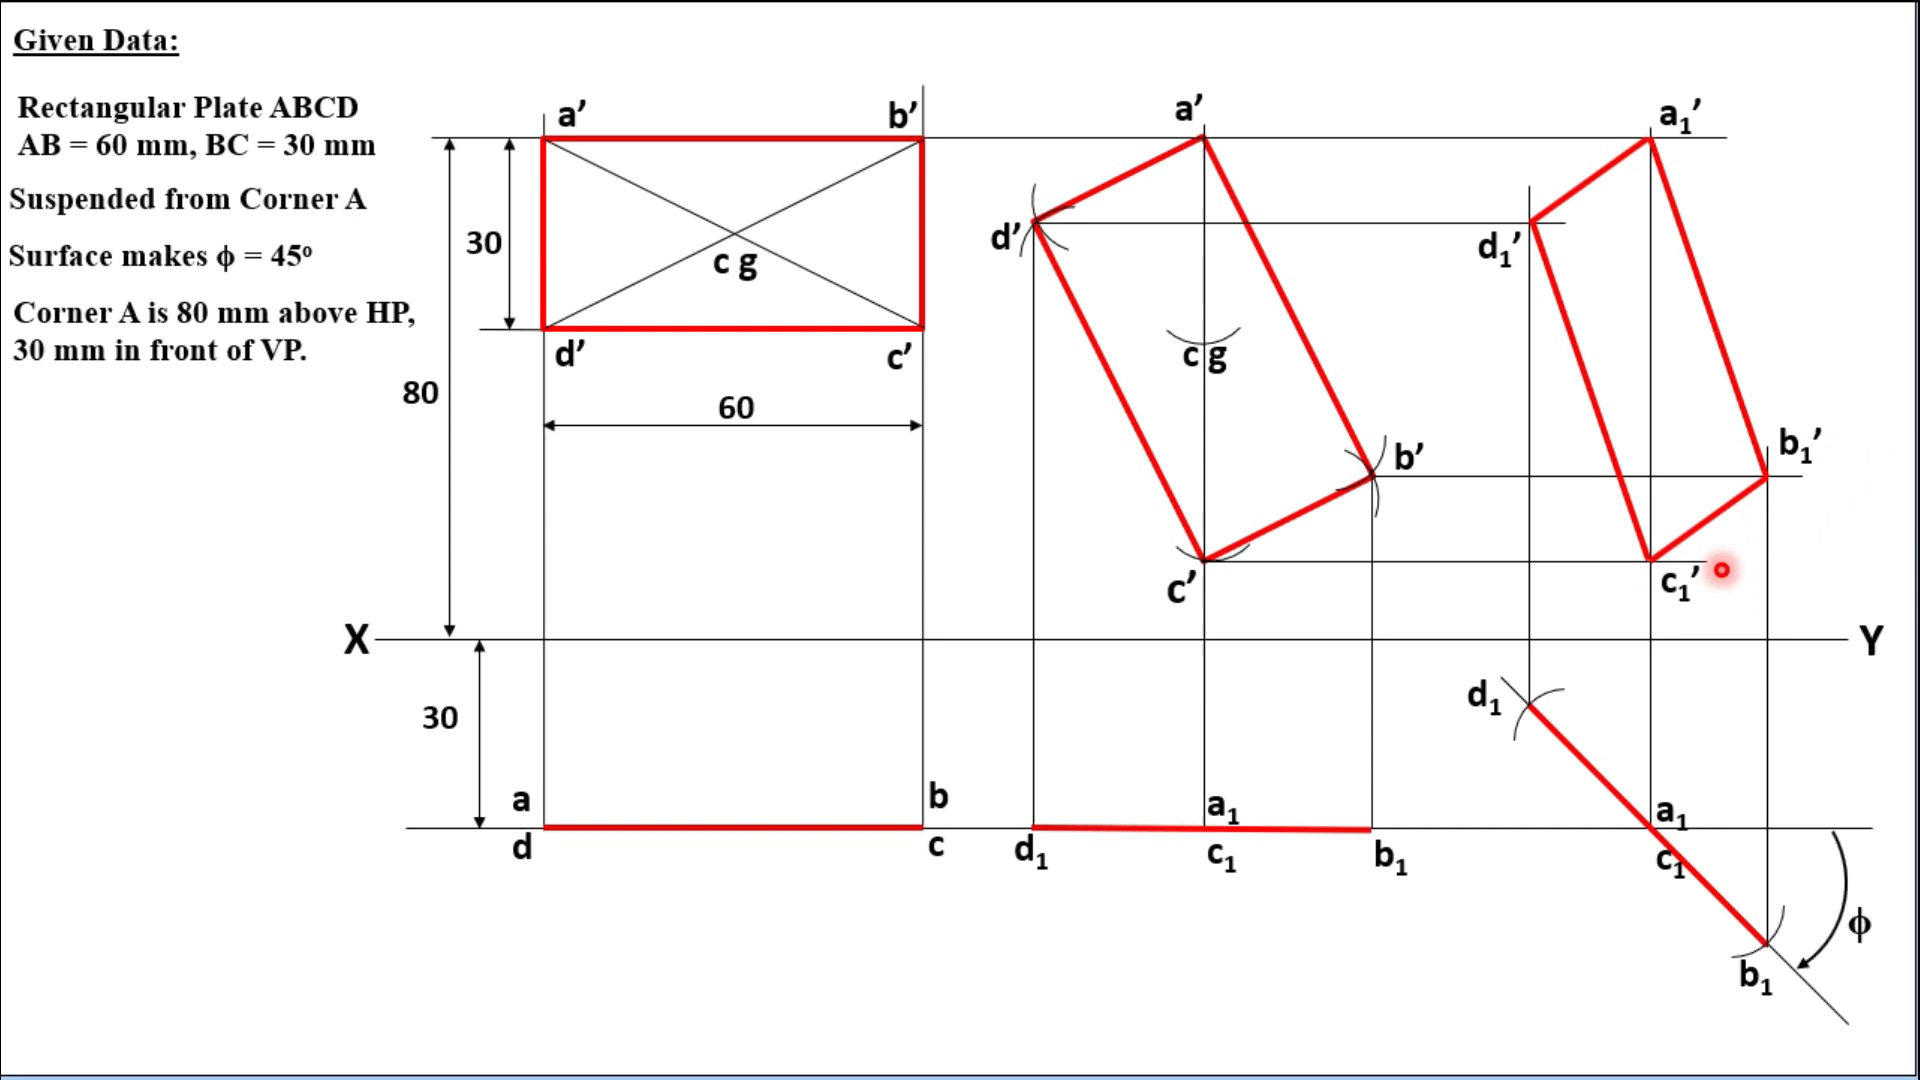 Given Data:
Rectangular Plate ABCD
AB = 60 mm, BC = 30 mm
Suspended from Corner A
Surface makes ϕ = 45º
Corner A is 80 mm above HP,
30 mm in front of VP.
a’
b’
30
c g
d’
c’
80
60
a’
d’
c g
b’
c’
a₁’
d₁’
b₁’
c₁’
X
Y
30
a
b
d
c
a₁
d₁
c₁
b₁
d₁
a₁
c₁
b₁
ϕ